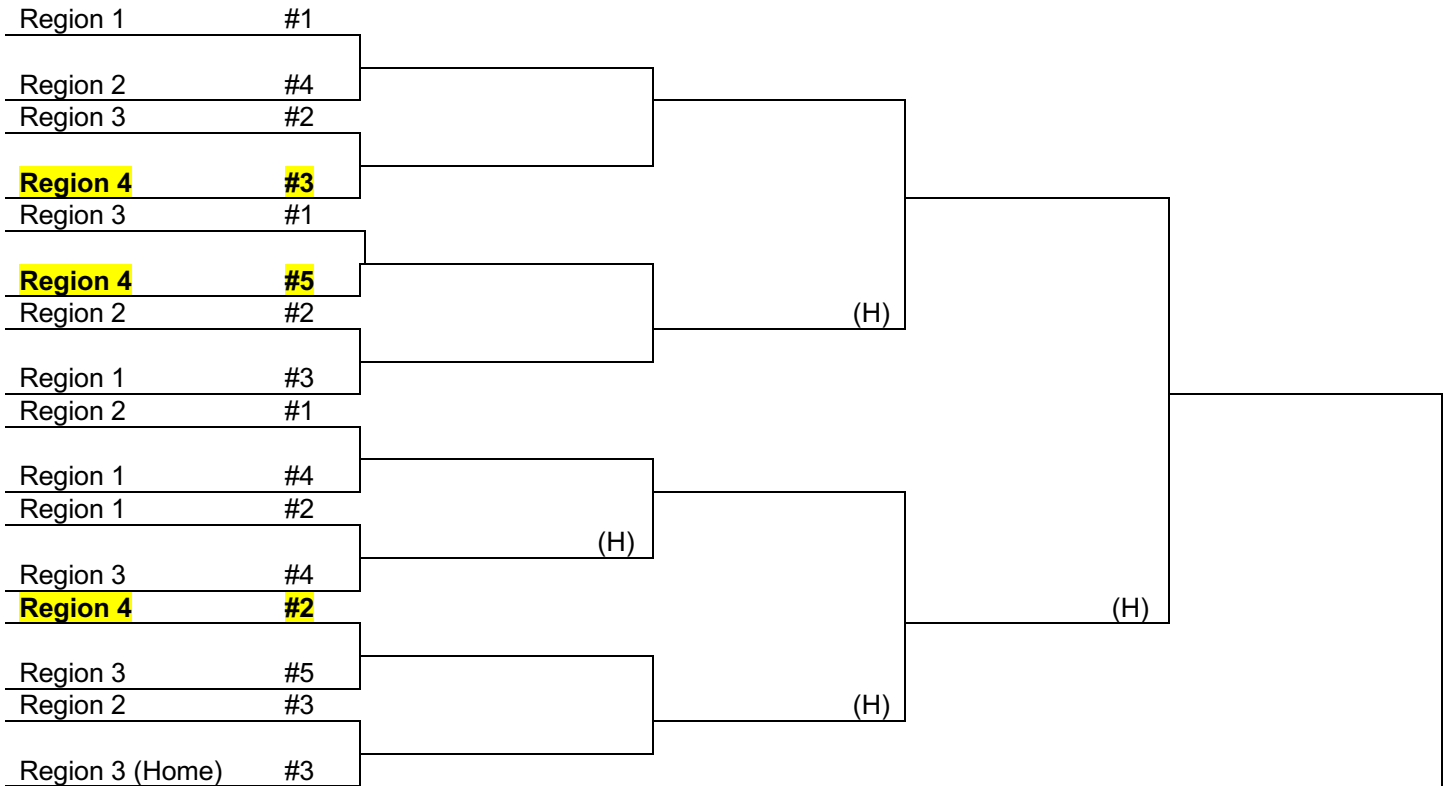 Region 1 #1
Region 2 #4
Region 3 #2
Region 4 #3
Region 3 #1
Region 4 #5
Region 2 #2
(H)
Region 1 #3
Region 2 #1
Region 1 #4
Region 1 #2
(H)
Region 3 #4
Region 4 #2
(H)
Region 3 #5
Region 2 #3
(H)
Region 3 (Home) #3